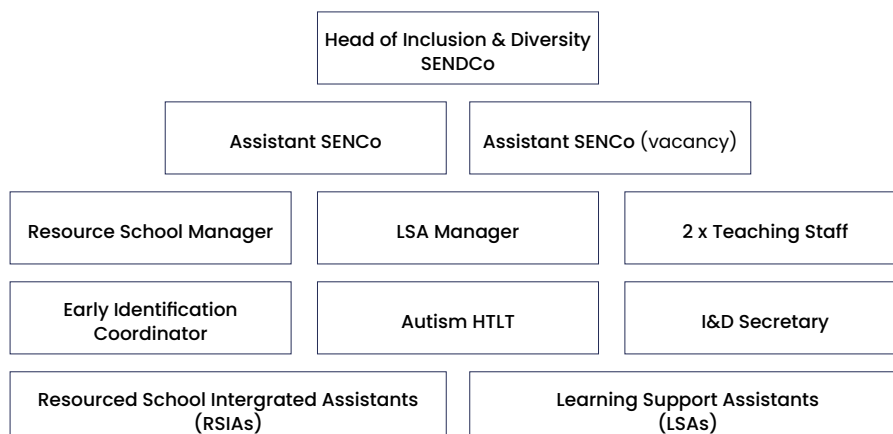 Head of Inclusion & Diversity
SENDCo
Assistant SENCo
Assistant SENCo (vacancy)
Resource School Manager
LSA Manager
2 x Teaching Staff
Early Identification
Coordinator
Autism HTLT
I&D Secretary
Resourced School Intergrated Assistants
(RSIAs)
Learning Support Assistants
(LSAs)